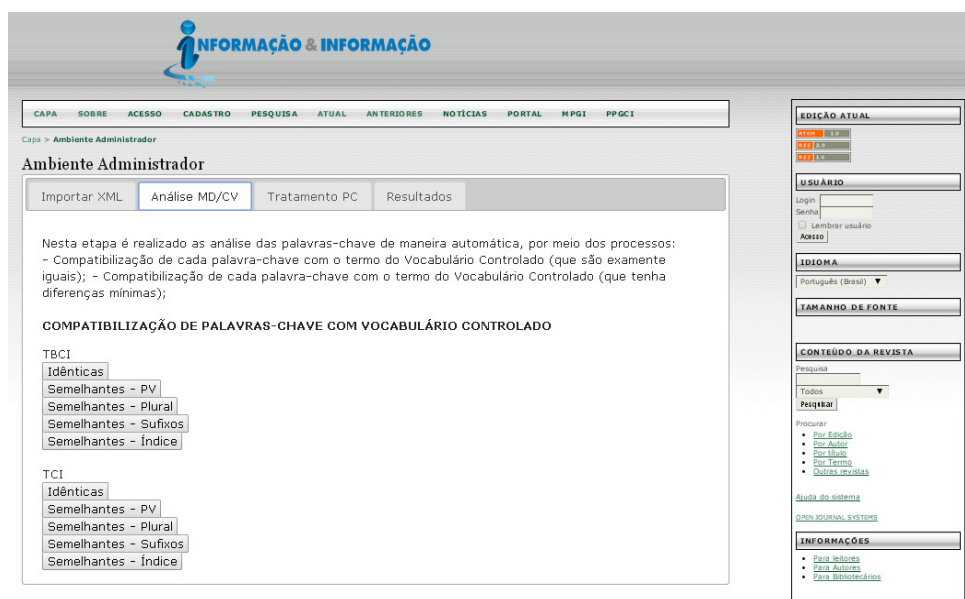 INFORMAÇÃO & INFORMAÇÃO
CAPA SOBRE ACESSO CADASTRO PESQUISA ATUAL ANTERIORES NOTÍCIAS PORTAL MPGI PPGCI
Capa > Ambiente Administrador
Ambiente Administrador
Importar XML Análise MD/CV Tratamento PC Resultados
Nesta etapa é realizado as análise das palavras-chave de maneira automática, por meio dos processos:
- Compatibilização de cada palavra-chave com o termo do Vocabulário Controlado (que são examente
iguais); - Compatibilização de cada palavra-chave com o termo do Vocabulário Controlado (que tenha
diferenças mínimas);
COMPATIBILIZAÇÃO DE PALAVRAS-CHAVE COM VOCABULÁRIO CONTROLADO
TBCI
Idênticas
Semelhantes - PV
Semelhantes - Plural
Semelhantes - Sufixos
Semelhantes - Índice
TCI
Idênticas
Semelhantes - PV
Semelhantes - Plural
Semelhantes - Sufixos
Semelhantes - Índice
EDIÇÃO ATUAL
ATOM 1.0
RSS 2.0
RSS 1.0
USUÁRIO
Login
Senha
Lembrar usuário
Acesso
IDIOMA
Português (Brasil)
TAMANHO DE FONTE
CONTEÚDO DA REVISTA
Pesquisa
Todos
Pesquisar
Procurar
Por Edição
Por Autor
Por título
Por Termo
Outras revistas
Ajuda do sistema
OPEN JOURNAL SYSTEMS
INFORMAÇÕES
Para leitores
Para Autores
Para Bibliotecários